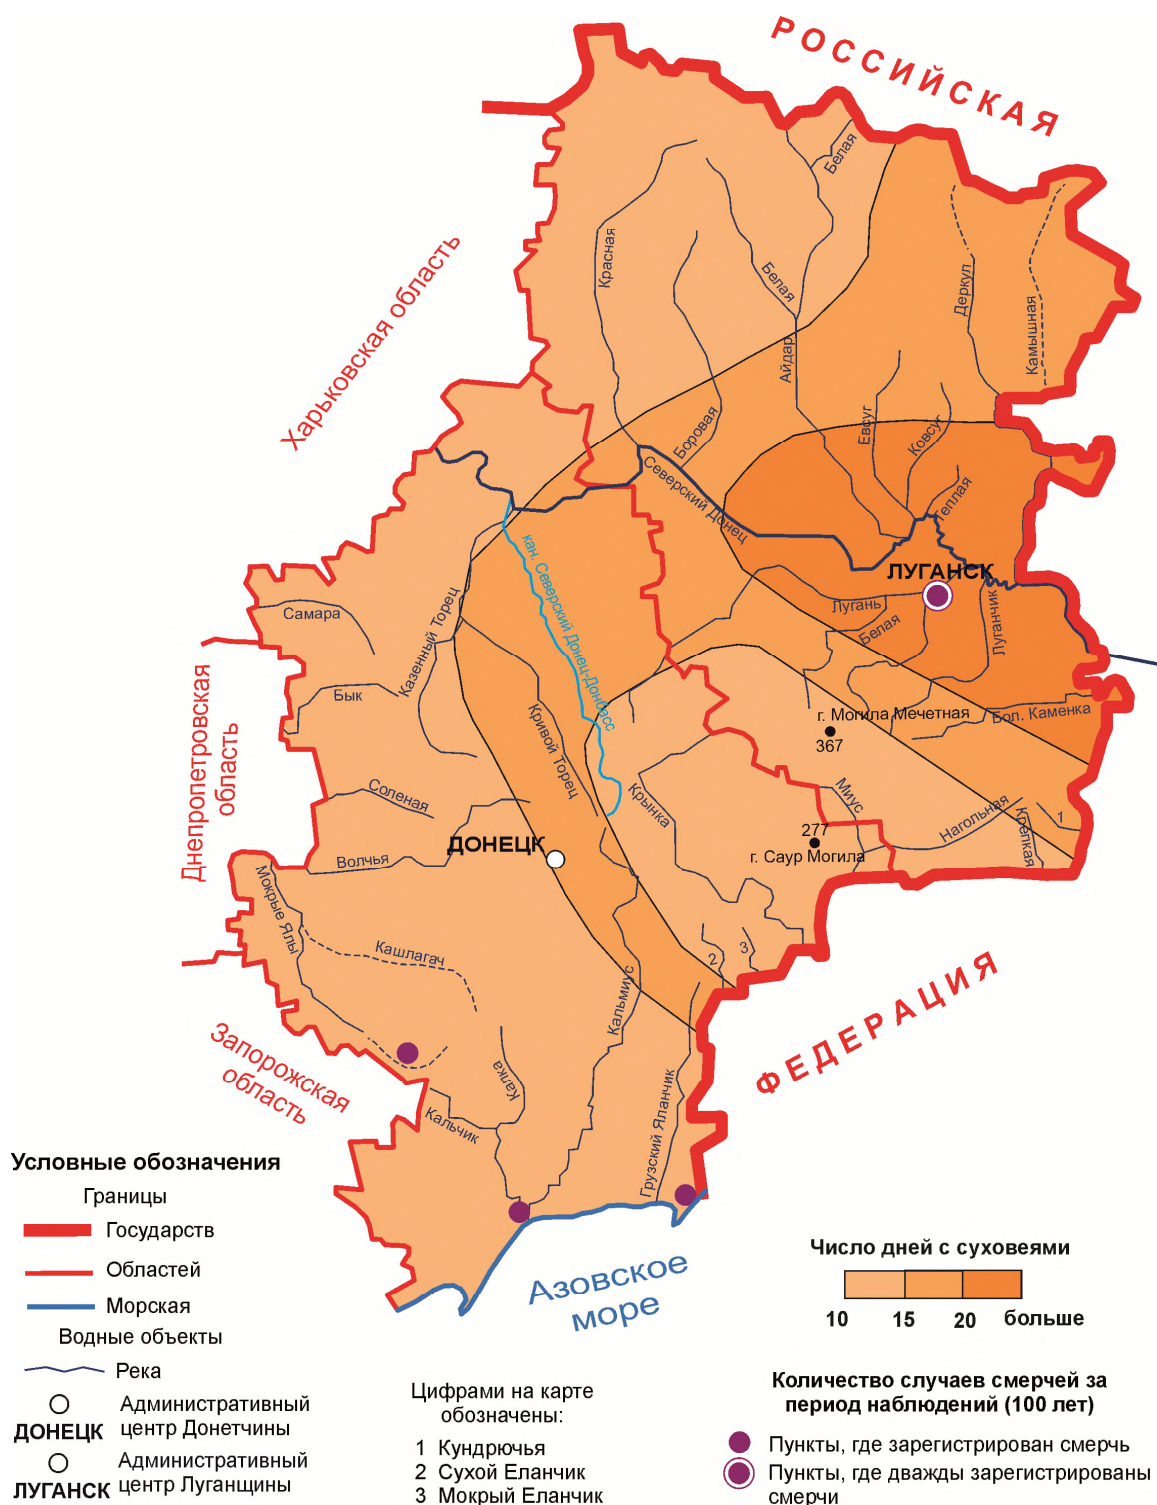 РОССИЙСКАЯ
Белая
Красная
Белая
Деркул
Камышная
Харьковская область
Айдар
Евсуг
Ковсуг
Боровая
Северский Донец
Теплая
кан. Северский Донец-Донбасс
ЛУГАНСК
Лугань
Белая
Луганчик
Самара
Казенный Торец
Бык
Кривой Торец
г. Могила Мечетная
367
Бол. Каменка
Днепропетровская
область
Соленая
Крынка
Миус
Нагольная
Крепкая
1
277
г. Саур Могила
ДОНЕЦК
Волчья
Мокрые Ялы
Кашлагач
2
3
Кальмиус
ФЕДЕРАЦИЯ
Запорожская
область
Калка
Кальчик
Грузский Яланчик
Азовское
море
Условные обозначения
Границы
Государств
Областей
Морская
Водные объекты
Река
ДОНЕЦК
Административный
центр Донетчины
ЛУГАНСК
Административный
центр Луганщины
Цифрами на карте
обозначены:
1 Кундрючья
2 Сухой Еланчик
3 Мокрый Еланчик
Число дней с суховеями
10 15 20 больше
Количество случаев смерчей за
период наблюдений (100 лет)
Пункты, где зарегистрирован смерчь
Пункты, где дважды зарегистрированы
смерчи